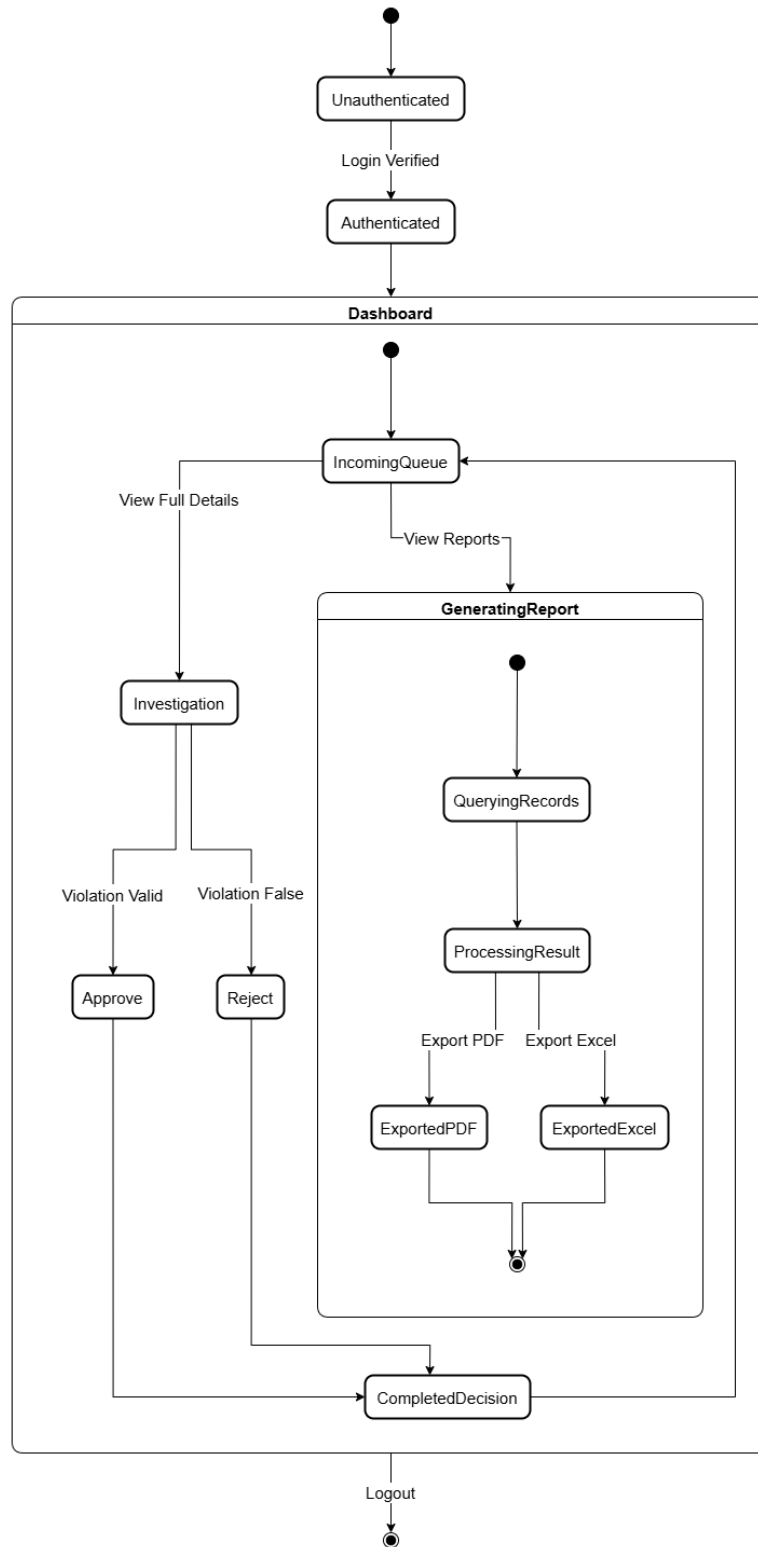 Unauthenticated
Login Verified
Authenticated
Dashboard
IncomingQueue
View Full Details
View Reports
GeneratingReport
QueryingRecords
Investigation
Violation Valid
Violation False
ProcessingResult
Approve
Reject
Export PDF
Export Excel
ExportedPDF
ExportedExcel
CompletedDecision
Logout